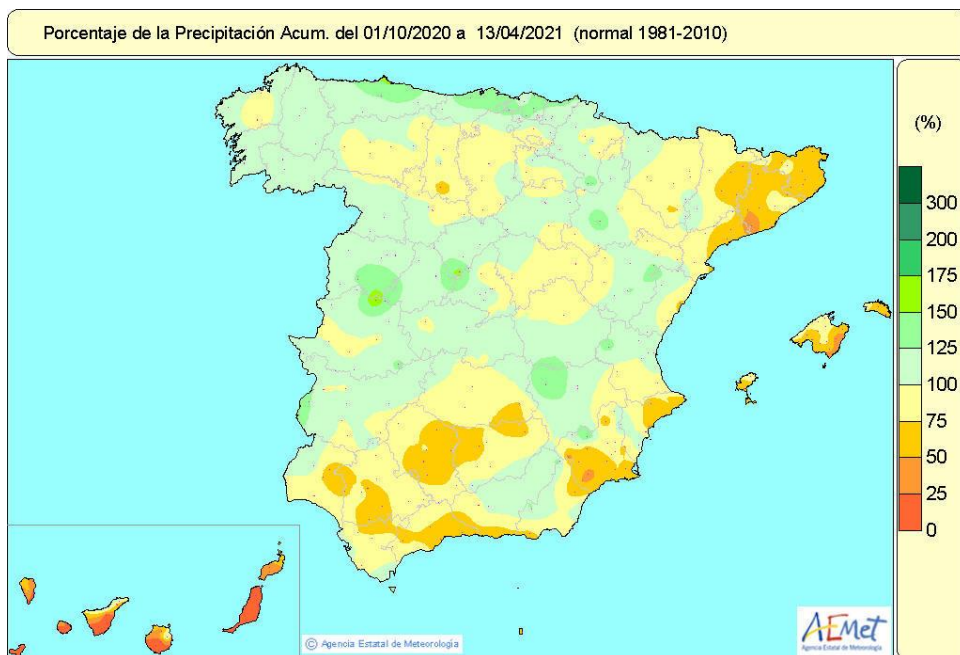 Porcentaje de la Precipitación Acum. del 01/10/2020 a 13/04/2021 (normal 1981-2010)
(%)
300
200
175
150
125
100
75
50
25
0
© Agencia Estatal de Meteorología
AEMet
Agencia Estatal de Meteorología